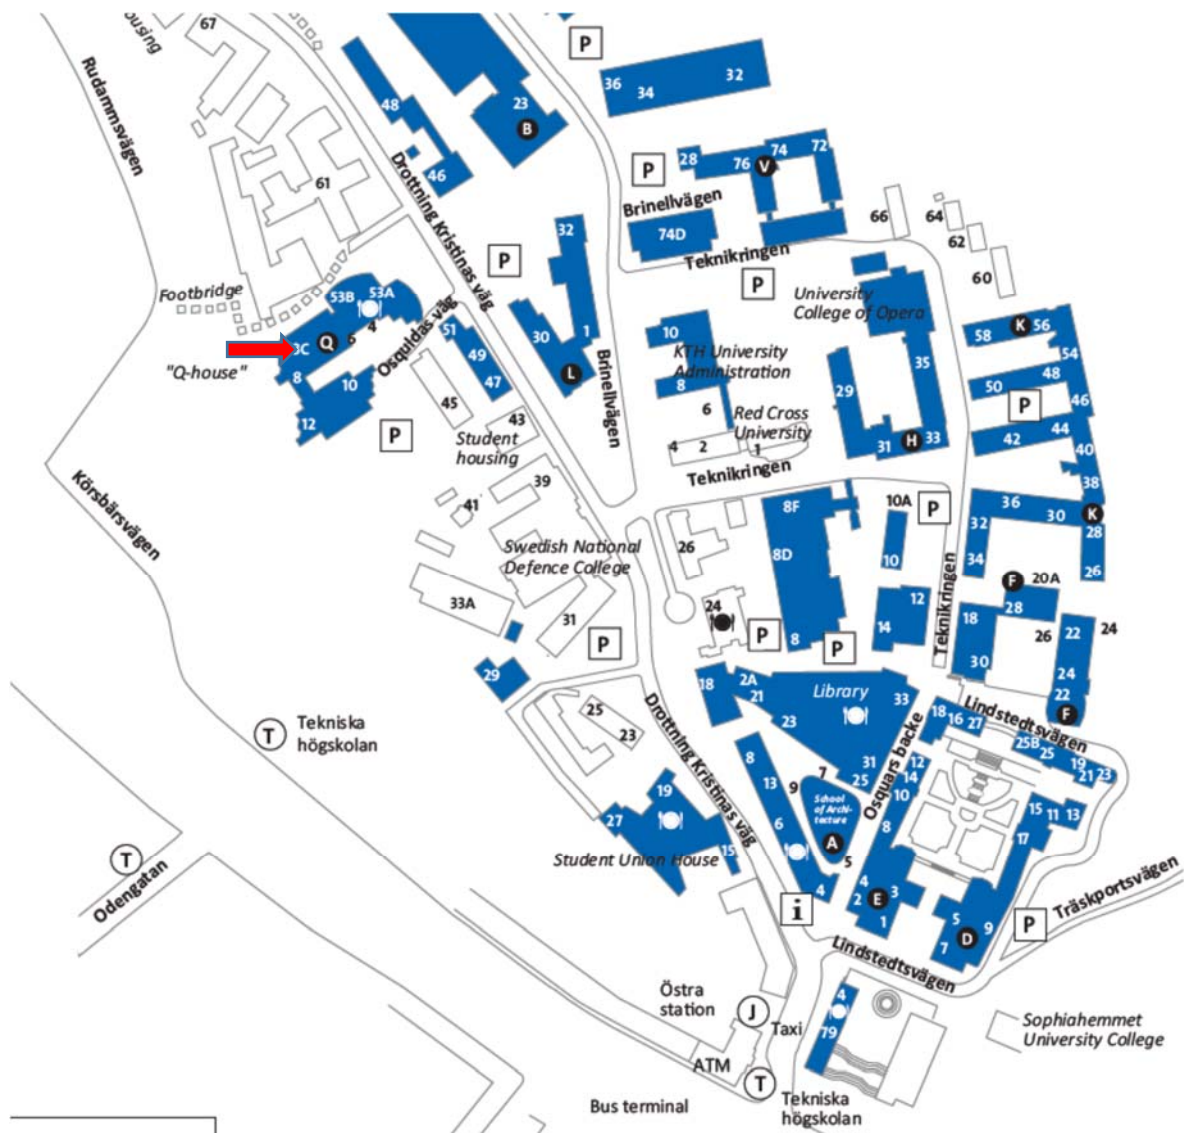 ousing
67
P
36
34
32
Rudammsvägen
48
23
B
46
61
Drottning Kristinas väg
P
28
76
V
74
72
Brinellvägen
74D
Teknikringen
66
64
62
60
32
P
P
University
College of Opera
Footbridge
53B
53A
Q
6
4
3C
"Q-house"
8
10
12
Osquldas väg
51
49
47
45
43
P
Student
housing
30
1
L
Brinellvägen
10
KTH University
Administration
8
6
Red Cross
University
4
2
1
Teknikringen
29
35
31
H
33
58
K
56
54
50
48
46
P
42
44
40
38
36
30
K
32
34
28
26
Körsbärsvägen
39
41
Swedish National
Defence College
33A
31
29
P
26
24
8F
8D
8
10A
10
P
12
14
P
P
Teknikringen
F
20A
28
18
30
26
22
24
24
22
F
Tekniska
högskolan
T
25
23
Drottning Kristinas väg
18
2A
21
23
Library
33
31
25
Osquars backe
18
16
27
Lindstedtsvägen
25B
25
19
21
23
12
14
10
8
8
13
6
4
9
7
School
of Archi-
tecture
A
5
15
11
13
17
4
2
E
3
1
5
7
D
9
P
Träskportsvägen
19
27
15
Student Union House
T
Odengatan
i
Lindstedtsvägen
Östra
station
J
Taxi
ATM
T
Tekniska
högskolan
Bus terminal
4
79
Sophiahemmet
University College